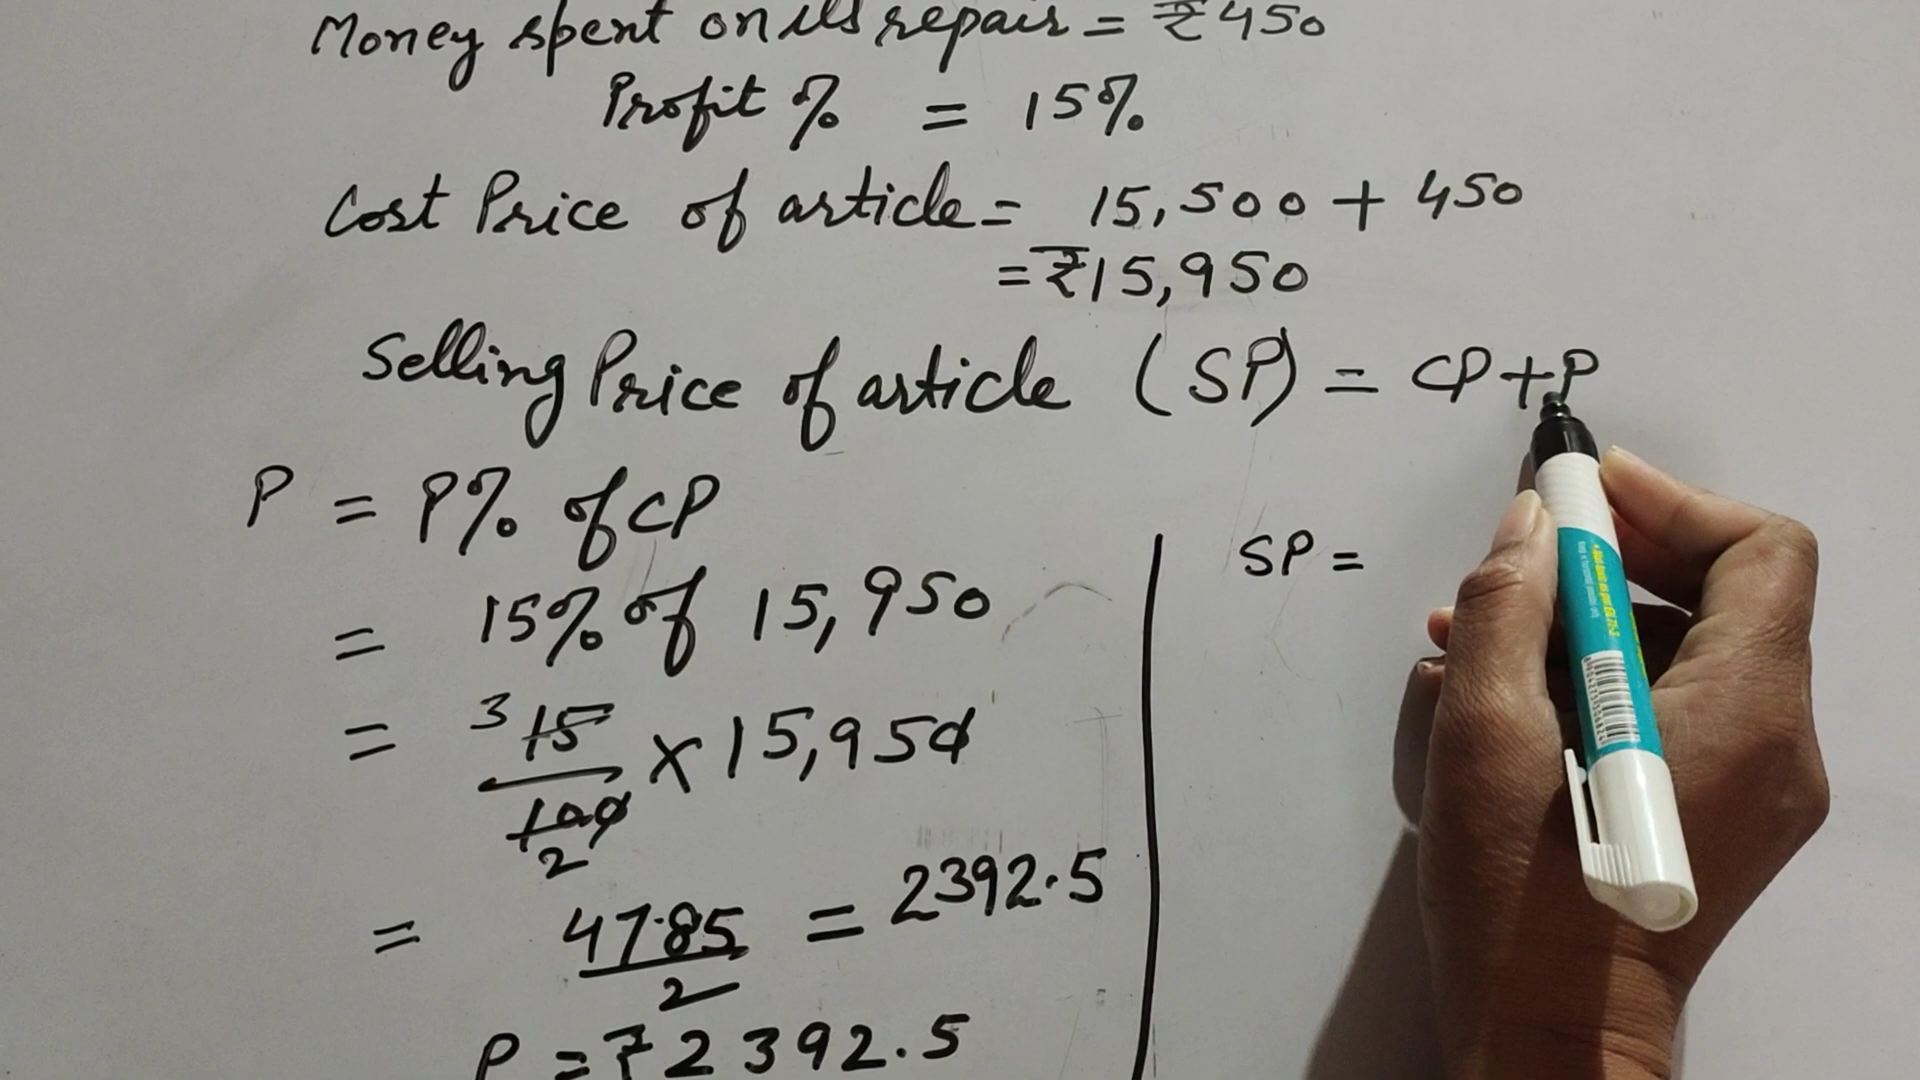 Money spent on its repair = ₹450
Profit % = 15%
Cost Price of article = 15,500 + 450
= ₹15,950
Selling Price of article (SP) = CP+P
P = P% of CP
= 15% of 15,950
= 3 15/100 2 × 15,950
= 4785/2 = 2392.5
P = ₹2392.5
SP =